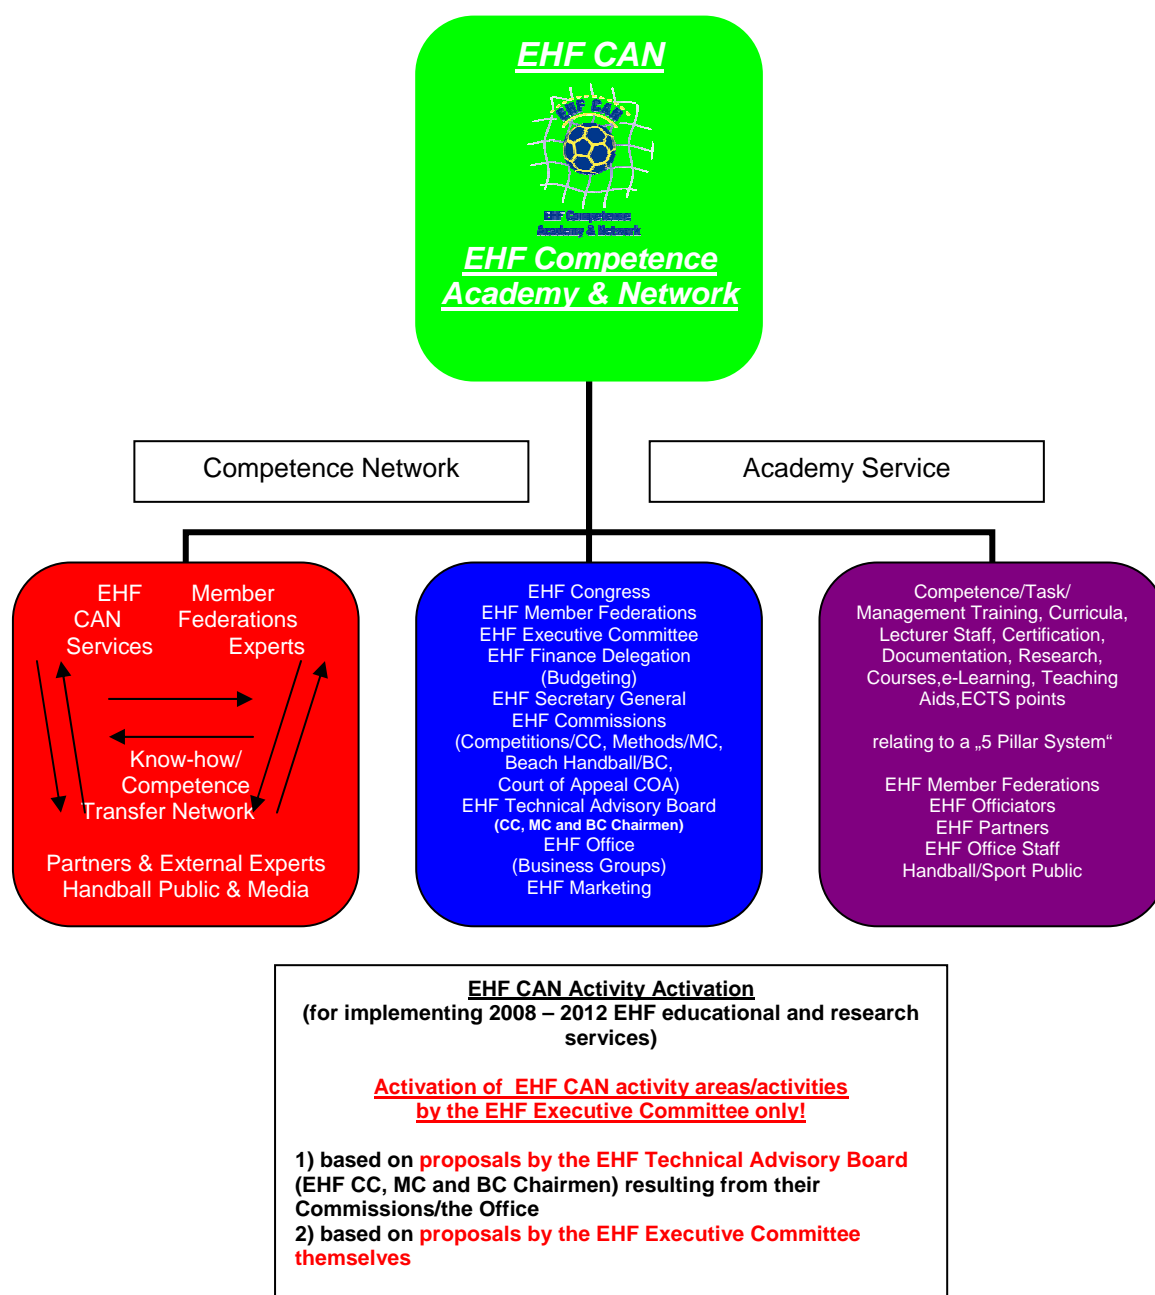 EHF CAN
EHF CAN
EHF Competence
Academy & Network
EHF Competence
Academy & Network
Competence Network
Academy Service
EHF Member
CAN Federations
Services Experts
Know-how/
Competence
Transfer Network
Partners & External Experts
Handball Public & Media
EHF Congress
EHF Member Federations
EHF Executive Committee
EHF Finance Delegation
(Budgeting)
EHF Secretary General
EHF Commissions
(Competitions/CC, Methods/MC,
Beach Handball/BC,
Court of Appeal COA)
EHF Technical Advisory Board
(CC, MC and BC Chairmen)
EHF Office
(Business Groups)
EHF Marketing
Competence/Task/
Management Training, Curricula,
Lecturer Staff, Certification,
Documentation, Research,
Courses,e-Learning, Teaching
Aids,ECTS points
relating to a „5 Pillar System“
EHF Member Federations
EHF Officiators
EHF Partners
EHF Office Staff
Handball/Sport Public
EHF CAN Activity Activation
(for implementing 2008 – 2012 EHF educational and research
services)
Activation of EHF CAN activity areas/activities
by the EHF Executive Committee only!
1) based on proposals by the EHF Technical Advisory Board
(EHF CC, MC and BC Chairmen) resulting from their
Commissions/the Office
2) based on proposals by the EHF Executive Committee
themselves